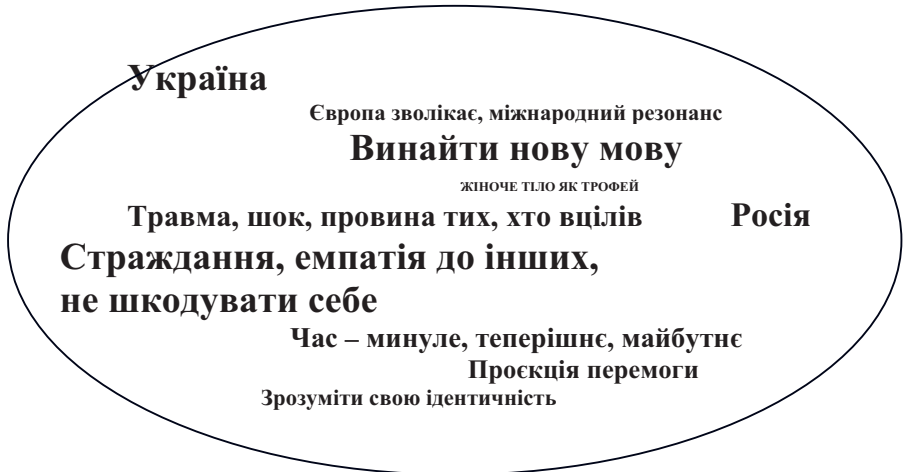 Україна
Європа зволікає, міжнародний резонанс
Винайти нову мову
ЖІНОЧЕ ТІЛО ЯК ТРОФЕЙ
Травма, шок, провина тих, хто вцілів Росія
Страждання, емпатія до інших,
не шкодувати себе
Час – минуле, теперішнє, майбутнє
Проєкція перемоги
Зрозуміти свою ідентичність